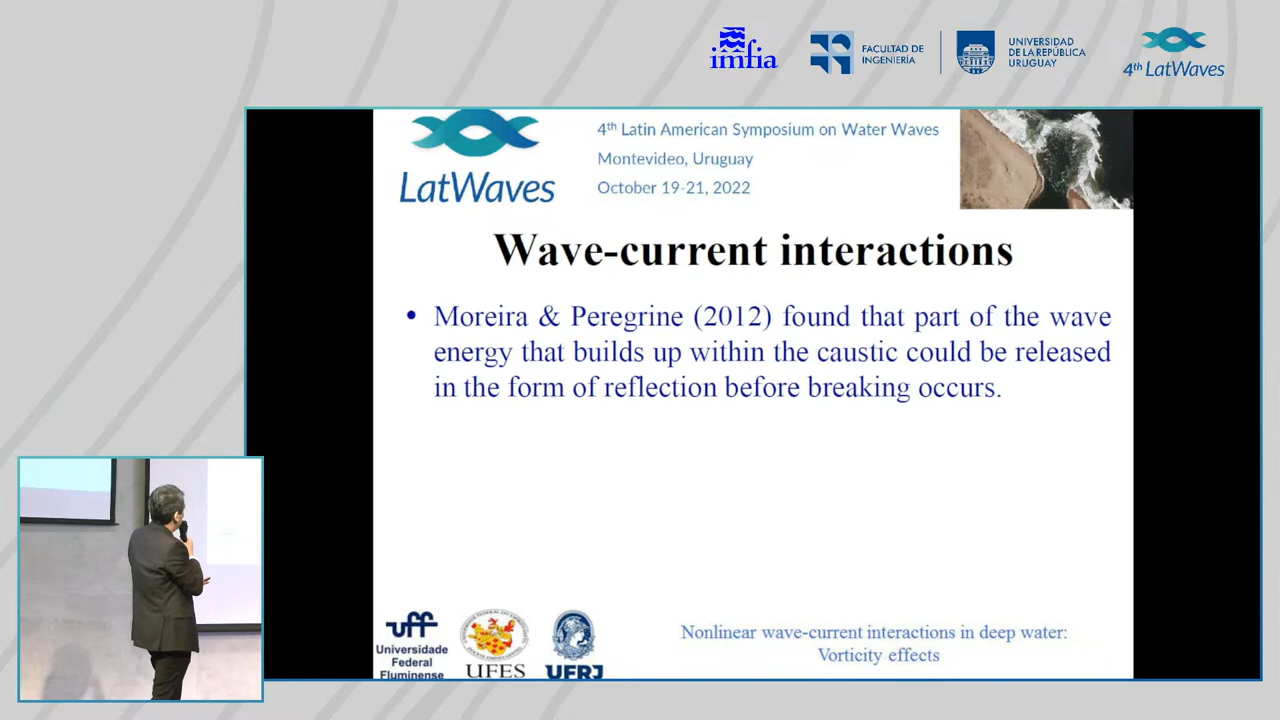 imfia
FACULTAD DE
INGENIERÍA
UNIVERSIDAD
DE LA REPÚBLICA
URUGUAY
4th LatWaves
LatWaves
4th Latin American Symposium on Water Waves
Montevideo, Uruguay
October 19-21, 2022
Wave-current interactions
• Moreira & Peregrine (2012) found that part of the wave
energy that builds up within the caustic could be released
in the form of reflection before breaking occurs.
uff
Universidade
Federal
Fluminense
UFES
UFRJ
Nonlinear wave-current interactions in deep water:
Vorticity effects